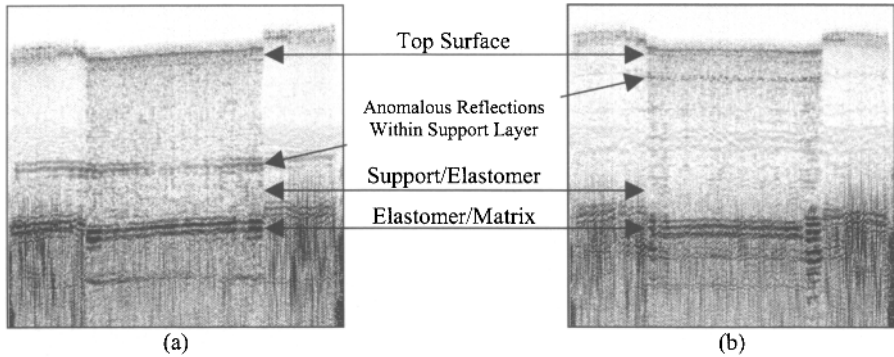 Top Surface
Anomalous Reflections
Within Support Layer
Support/Elastomer
Elastomer/Matrix
(a)
(b)